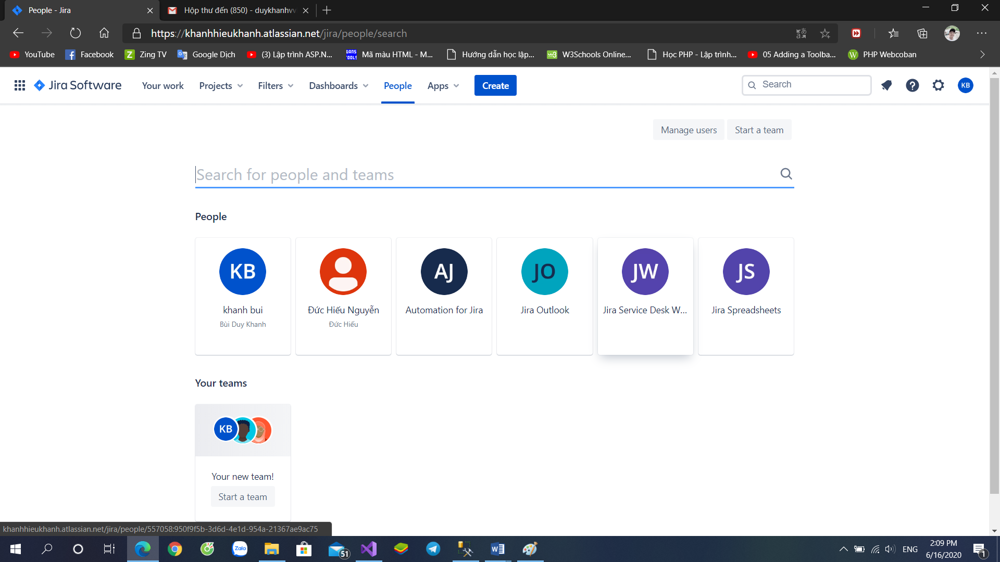 People - Jira
Hộp thư đến (850) - duykhanhvv
https://khanhhieukhanh.atlassian.net/jira/people/search
YouTube
Facebook
Zing TV
Google Dịch
(3) Lập trình ASP.N...
Mã màu HTML - M...
Hướng dẫn học lập...
W3Schools Online...
Học PHP - Lập trình...
05 Adding a Toolba...
PHP Webcoban
Jira Software
Your work
Projects
Filters
Dashboards
People
Apps
Create
Search
KB
Manage users
Start a team
Search for people and teams
People
KB
AJ
JO
JW
JS
khanh bui
Đức Hiếu Nguyễn
Automation for Jira
Jira Outlook
Jira Service Desk W...
Jira Spreadsheets
Bùi Duy Khanh
Đức Hiếu
Your teams
KB
Your new team!
Start a team
khanhhieukhanh.atlassian.net/jira/people/557058:950f9f5b-3d6d-4e1d-954a-21367ae9ac75
Zalo
51
ENG
2:09 PM
6/16/2020
1